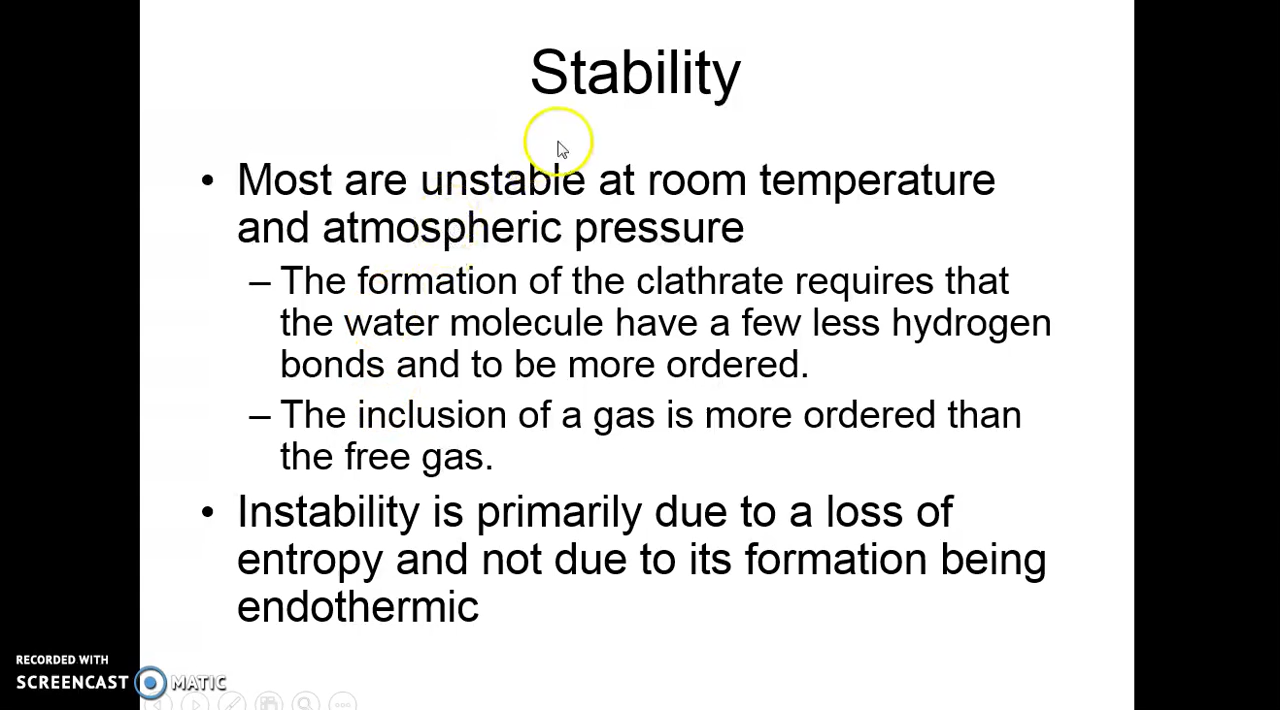 Stability
• Most are unstable at room temperature
and atmospheric pressure
– The formation of the clathrate requires that
the water molecule have a few less hydrogen
bonds and to be more ordered.
– The inclusion of a gas is more ordered than
the free gas.
• Instability is primarily due to a loss of
entropy and not due to its formation being
endothermic
RECORDED WITH
SCREENCAST MATIC